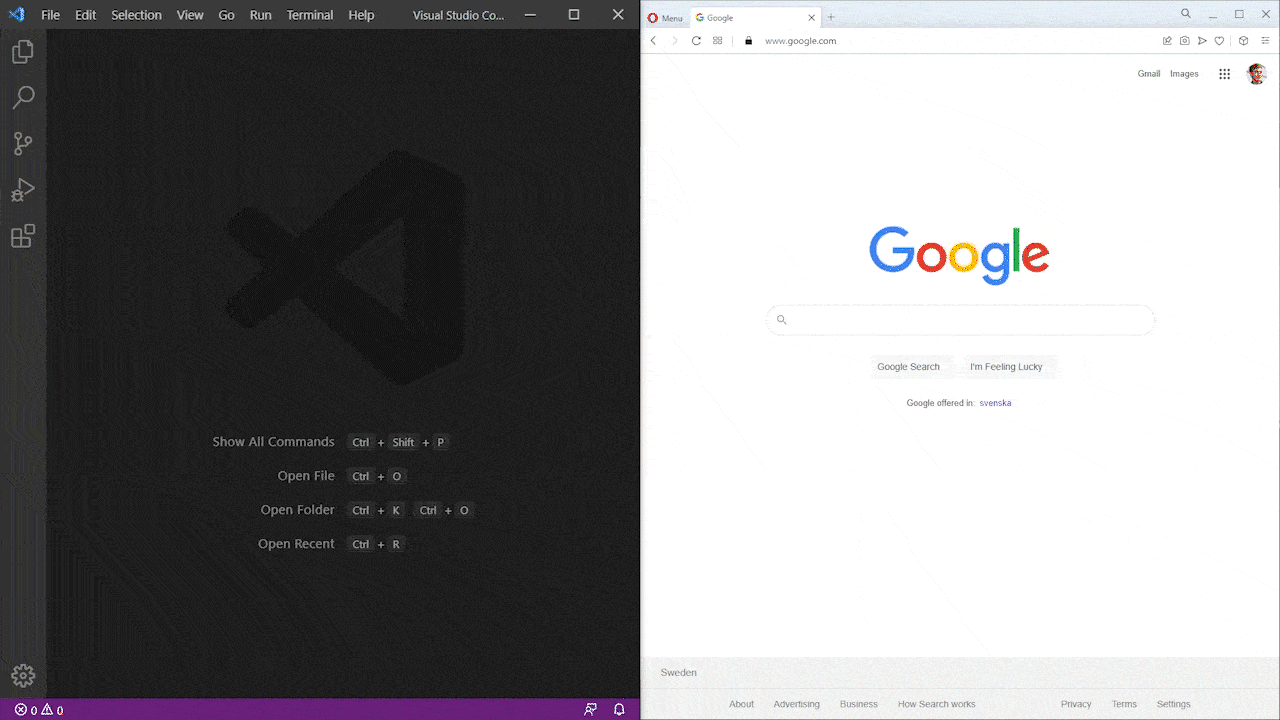 File Edit Selection View Go Run Terminal Help Visual Studio Co...
Show All Commands Ctrl + Shift + P
Open File Ctrl + O
Open Folder Ctrl + K Ctrl + O
Open Recent Ctrl + R
0 0
Menu Google
www.google.com
Gmail Images
Google
Google Search I'm Feeling Lucky
Google offered in: svenska
Sweden
About Advertising Business How Search works Privacy Terms Settings